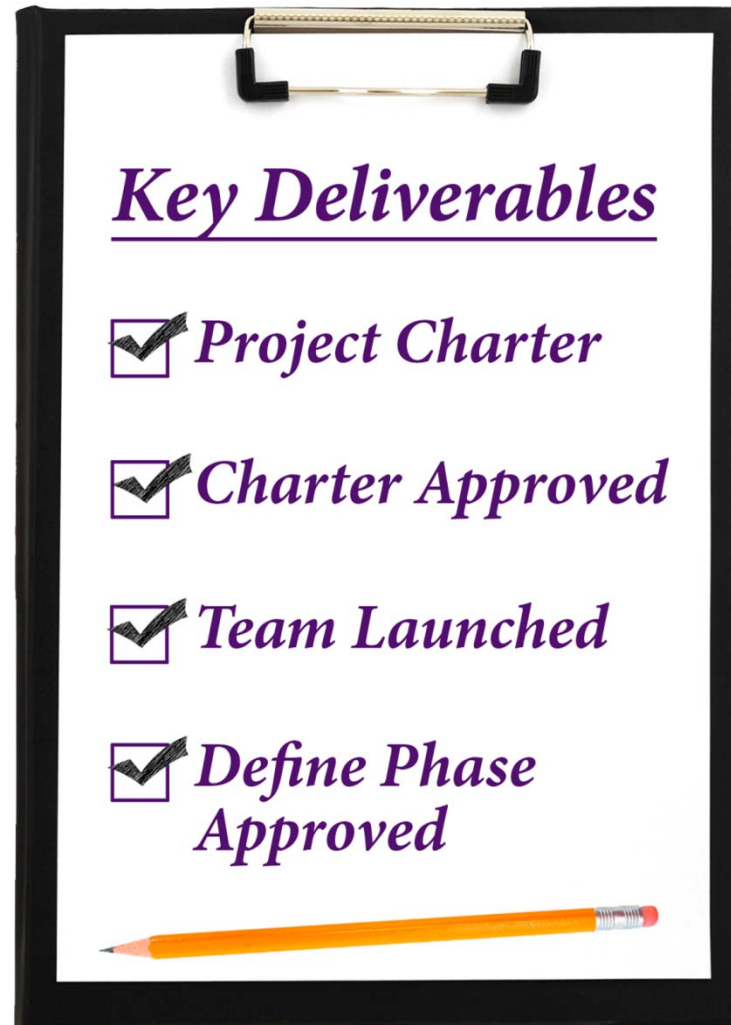 Key Deliverables
Project Charter
Charter Approved
Team Launched
Define Phase
Approved